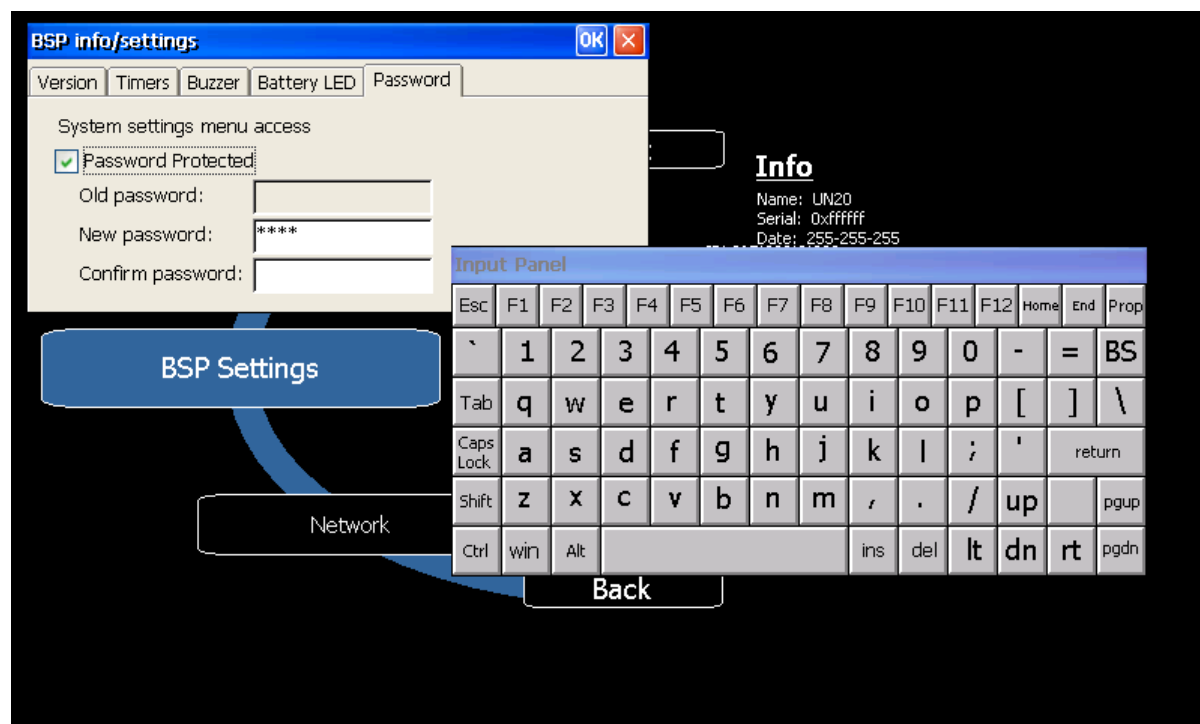 BSP info/settings OK
Version Timers Buzzer Battery LED Password
System settings menu access
Password Protected
Old password:
New password: ****
Confirm password:
Info
Name: UN20
Serial: 0xffffff
Date: 255-255-255
Input Panel
Esc F1 F2 F3 F4 F5 F6 F7 F8 F9 F10 F11 F12 Home End Prop
` 1 2 3 4 5 6 7 8 9 0 - = BS
Tab q w e r t y u i o p [ ] \
Caps Lock a s d f g h j k l ; ' return
Shift z x c v b n m , . / up pgup
Ctrl win Alt ins del lt dn rt pgdn
BSP Settings
Network
Back